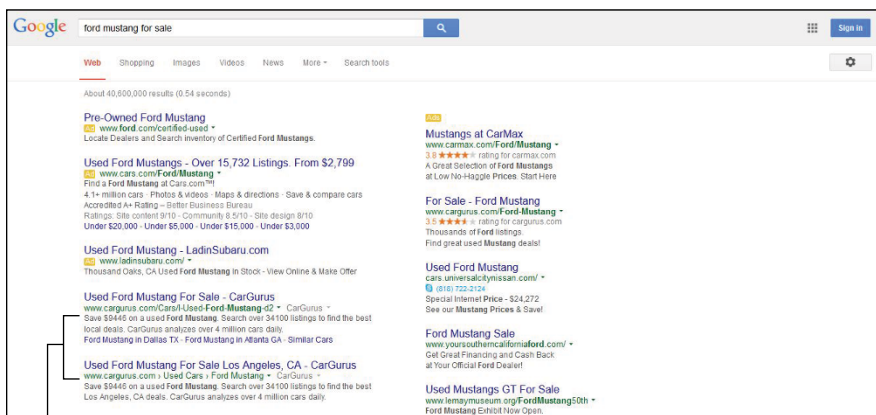 Google
ford mustang for sale
Sign in
Web Shopping Images Videos News More Search tools
About 40,600,000 results (0.54 seconds)
Pre-Owned Ford Mustang
Ad www.ford.com/certified-used
Locate Dealers and Search inventory of Certified Ford Mustangs.
Used Ford Mustangs - Over 15,732 Listings. From $2,799
Ad www.cars.com/Ford/Mustang
Find a Ford Mustang at Cars.com™!
4.1+ million cars · Photos & videos · Maps & directions · Save & compare cars
Accredited A+ Rating – Better Business Bureau
Ratings: Site content 9/10 - Community 8.5/10 - Site design 8/10
Under $20,000 - Under $5,000 - Under $15,000 - Under $3,000
Used Ford Mustang - LadinSubaru.com
Ad www.ladinsubaru.com/
Thousand Oaks, CA Used Ford Mustang In Stock - View Online & Make Offer
Used Ford Mustang For Sale - CarGurus
www.cargurus.com/Cars/l-Used-Ford-Mustang-d2 CarGurus
Save $9446 on a used Ford Mustang. Search over 34100 listings to find the best
local deals. CarGurus analyzes over 4 million cars daily.
Ford Mustang in Dallas TX - Ford Mustang in Atlanta GA - Similar Cars
Used Ford Mustang For Sale Los Angeles, CA - CarGurus
www.cargurus.com › Used Cars › Ford Mustang CarGurus
Save $9446 on a used Ford Mustang. Search over 34100 listings to find the best
Los Angeles, CA deals. CarGurus analyzes over 4 million cars daily.
Ads
Mustangs at CarMax
www.carmax.com/Ford/Mustang
3.8 ★★★★★ rating for carmax.com
A Great Selection of Ford Mustangs
at Low No-Haggle Prices. Start Here
For Sale - Ford Mustang
www.cargurus.com/Ford-Mustang
3.5 ★★★★★ rating for cargurus.com
Thousands of Ford listings.
Find great used Mustang deals!
Used Ford Mustang
cars.universalcitynissan.com/
(818) 722-2124
Special Internet Price - $24,272
See our Mustang Prices & Save!
Ford Mustang Sale
www.yoursoutherncaliforniaford.com/
Get Great Financing and Cash Back
at Your Official Ford Dealer!
Used Mustangs GT For Sale
www.lemaymuseum.org/FordMustang50th
Ford Mustang Exhibit Now Open.